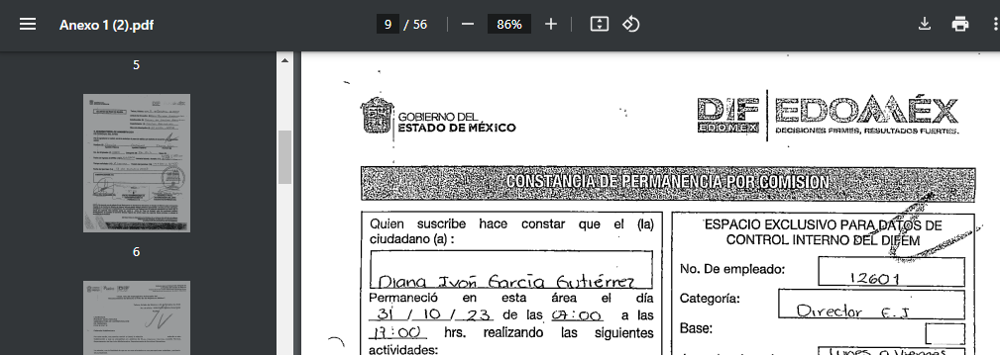 Anexo 1 (2).pdf
9 / 56
86%
5
6
GOBIERNO DEL
ESTADO DE MÉXICO
DIF
EDOMEX
EDOMÉX
DECISIONES FIRMES, RESULTADOS FUERTES.
CONSTANCIA DE PERMANENCIA POR COMISION
Quien suscribe hace constar que el (la)
ciudadano (a) :
Diana Ivón García Gutiérrez
Permaneció en esta área el día
31 / 10 / 23 de las 07:00 a las
17:00 hrs. realizando las siguientes
actividades:
ESPACIO EXCLUSIVO PARA DATOS DE
CONTROL INTERNO DEL DIFEM
No. De empleado:
12601
Categoría:
Director E.J
Base:
Lunes a Viernes